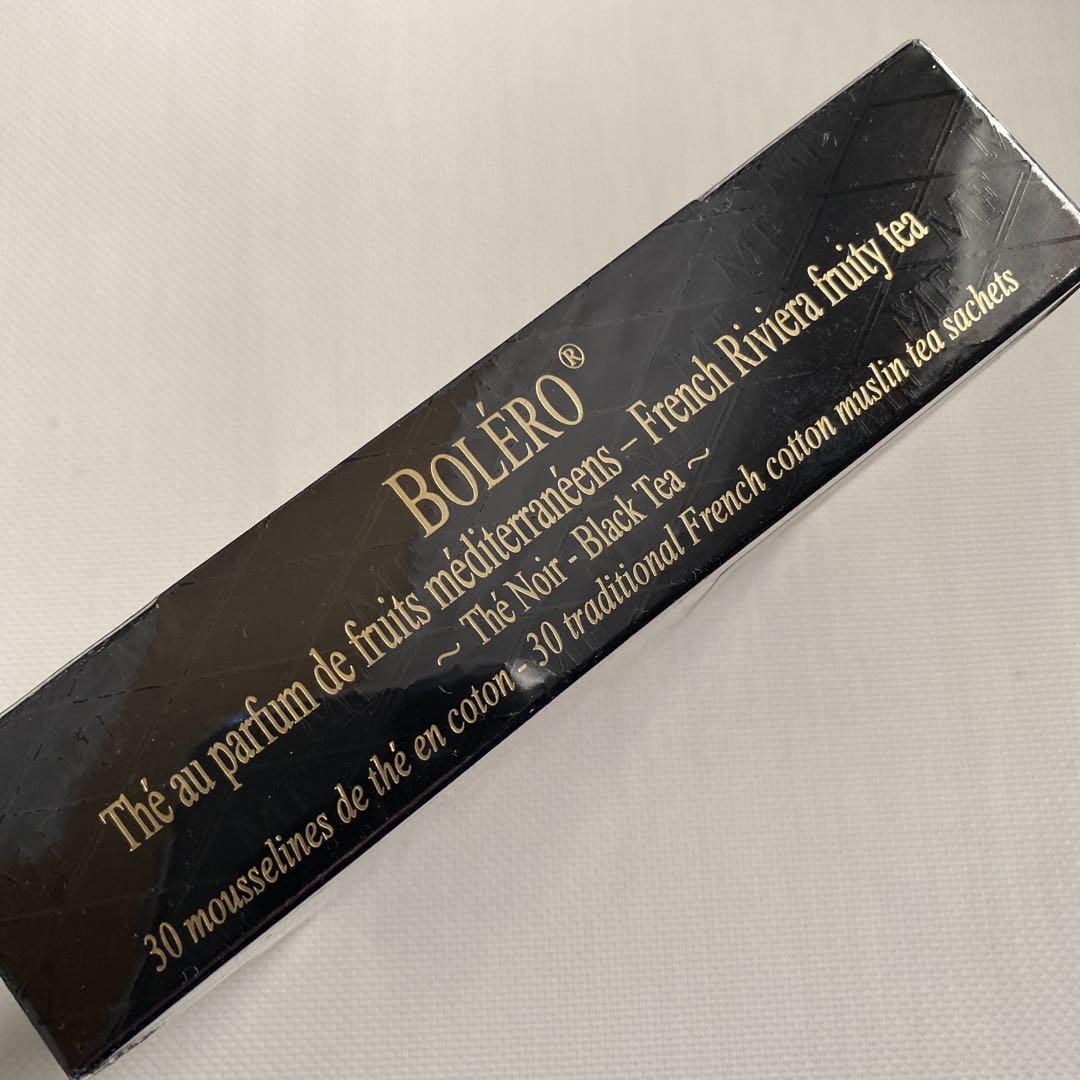 BOLÉRO®
Thé au parfum de fruits méditerranéens – French Riviera fruity tea
~ Thé Noir - Black Tea ~
30 mousselines de thé en coton - 30 traditional French cotton muslin tea sachets